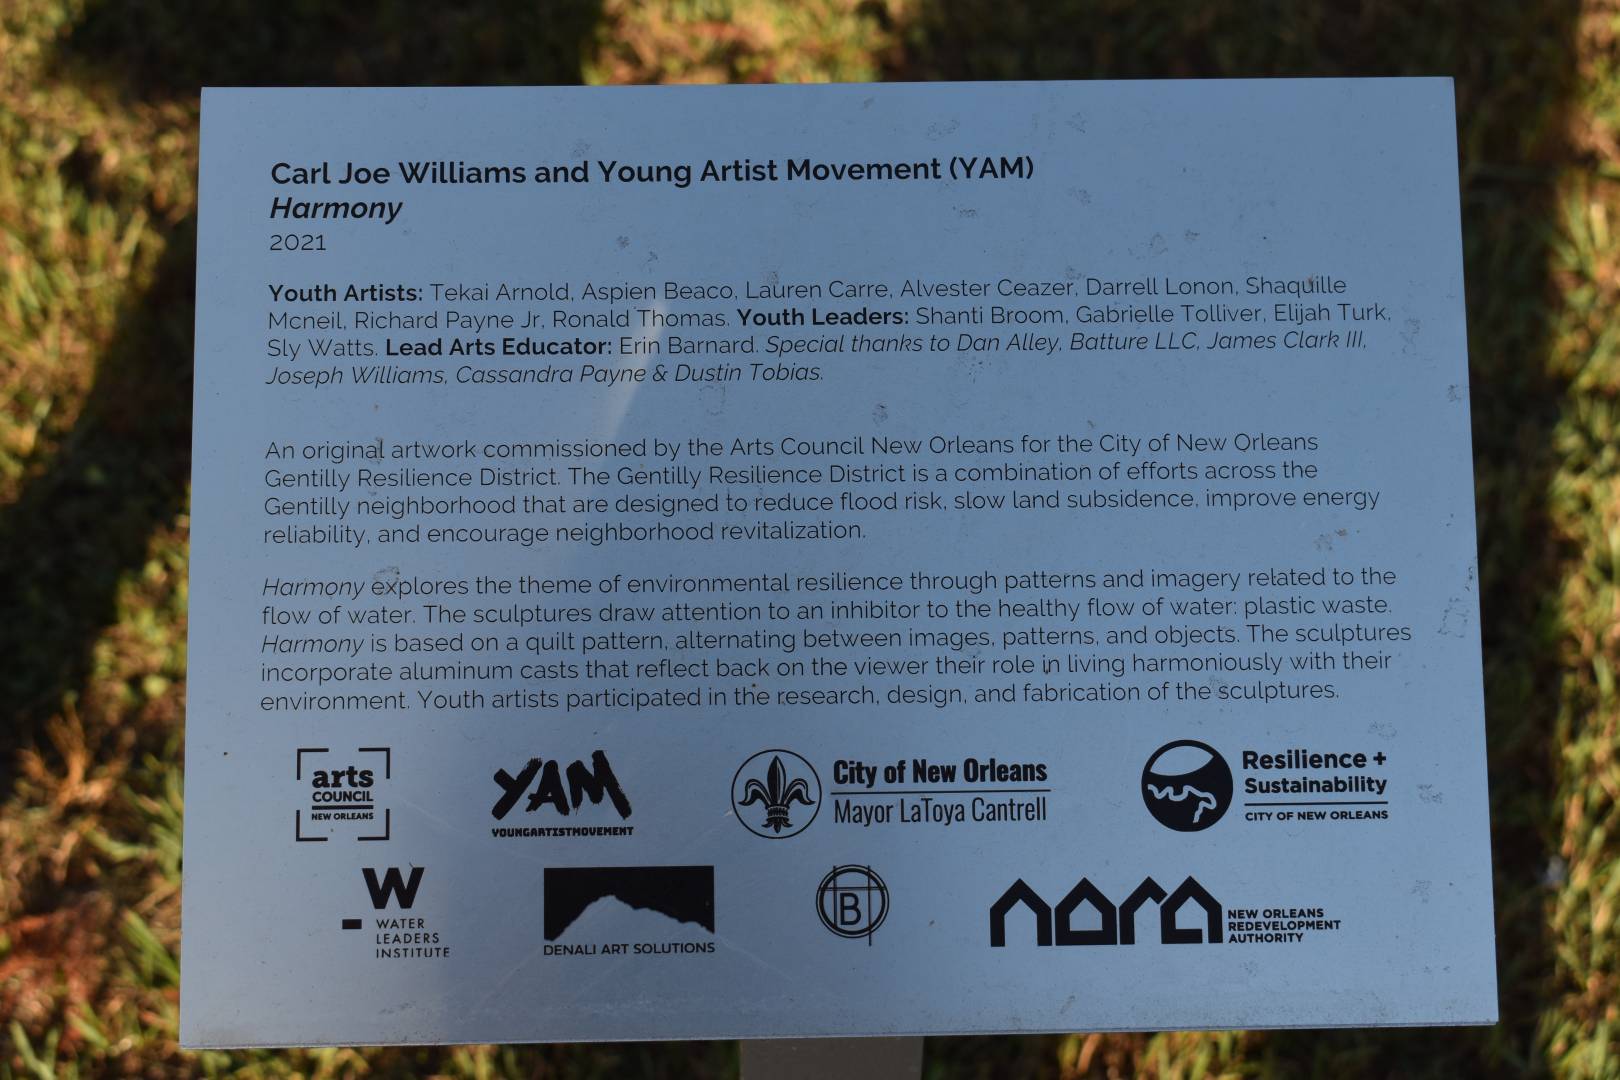 Carl Joe Williams and Young Artist Movement (YAM)
Harmony
2021
Youth Artists: Tekai Arnold, Aspien Beaco, Lauren Carre, Alvester Ceazer, Darrell Lonon, Shaquille
Mcneil, Richard Payne Jr, Ronald Thomas. Youth Leaders: Shanti Broom, Gabrielle Tolliver, Elijah Turk,
Sly Watts. Lead Arts Educator: Erin Barnard. Special thanks to Dan Alley, Batture LLC, James Clark III,
Joseph Williams, Cassandra Payne & Dustin Tobias.
An original artwork commissioned by the Arts Council New Orleans for the City of New Orleans
Gentilly Resilience District. The Gentilly Resilience District is a combination of efforts across the
Gentilly neighborhood that are designed to reduce flood risk, slow land subsidence, improve energy
reliability, and encourage neighborhood revitalization.
Harmony explores the theme of environmental resilience through patterns and imagery related to the
flow of water. The sculptures draw attention to an inhibitor to the healthy flow of water: plastic waste.
Harmony is based on a quilt pattern, alternating between images, patterns, and objects. The sculptures
incorporate aluminum casts that reflect back on the viewer their role in living harmoniously with their
environment. Youth artists participated in the research, design, and fabrication of the sculptures.
arts
COUNCIL
NEW ORLEANS
YAM
YOUNGARTISTMOVEMENT
City of New Orleans
Mayor LaToya Cantrell
Resilience +
Sustainability
CITY OF NEW ORLEANS
W
WATER
LEADERS
INSTITUTE
DENALI ART SOLUTIONS
B
nora
NEW ORLEANS
REDEVELOPMENT
AUTHORITY